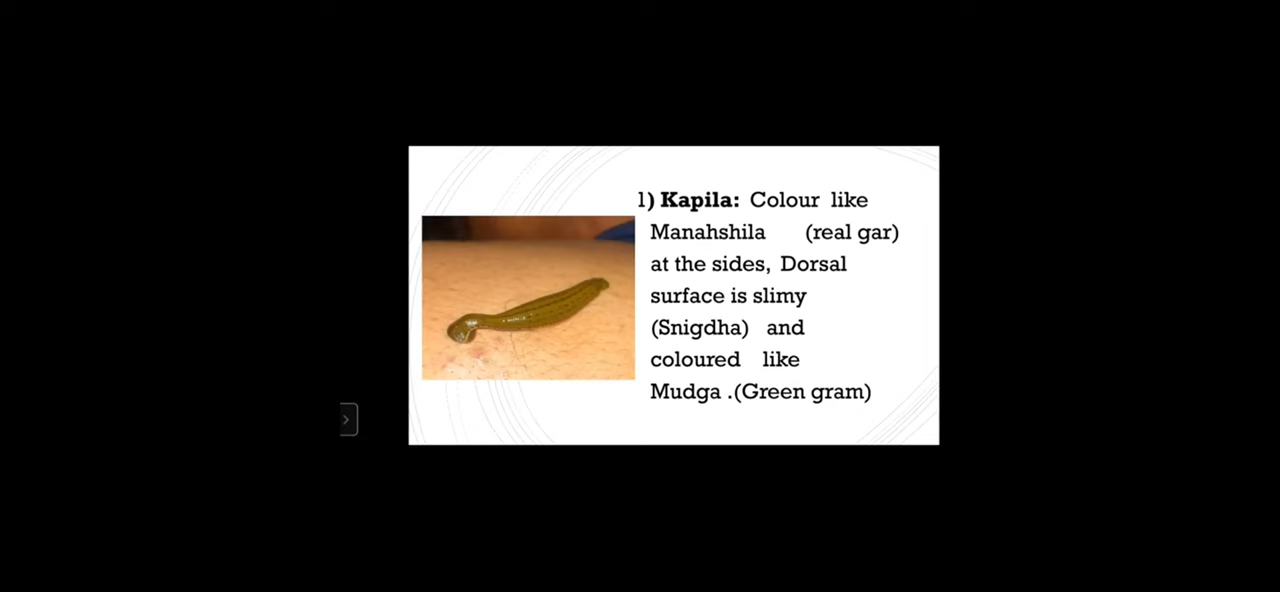 1) Kapila: Colour like
Manahshila (real gar)
at the sides, Dorsal
surface is slimy
(Snigdha) and
coloured like
Mudga .(Green gram)